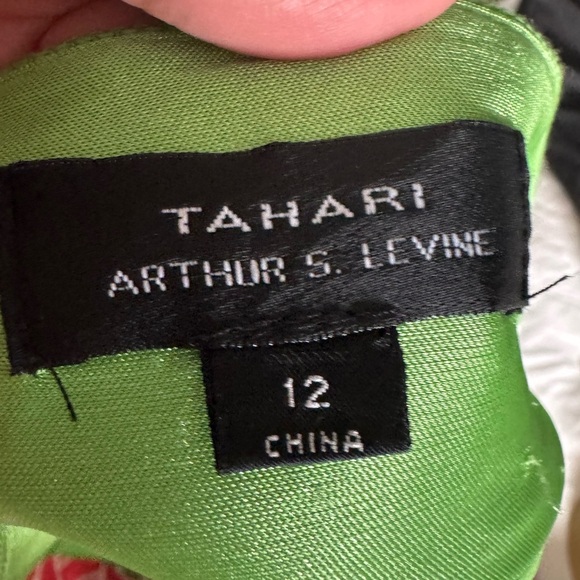 TAHARI
ARTHUR S. LEVINE
12
CHINA